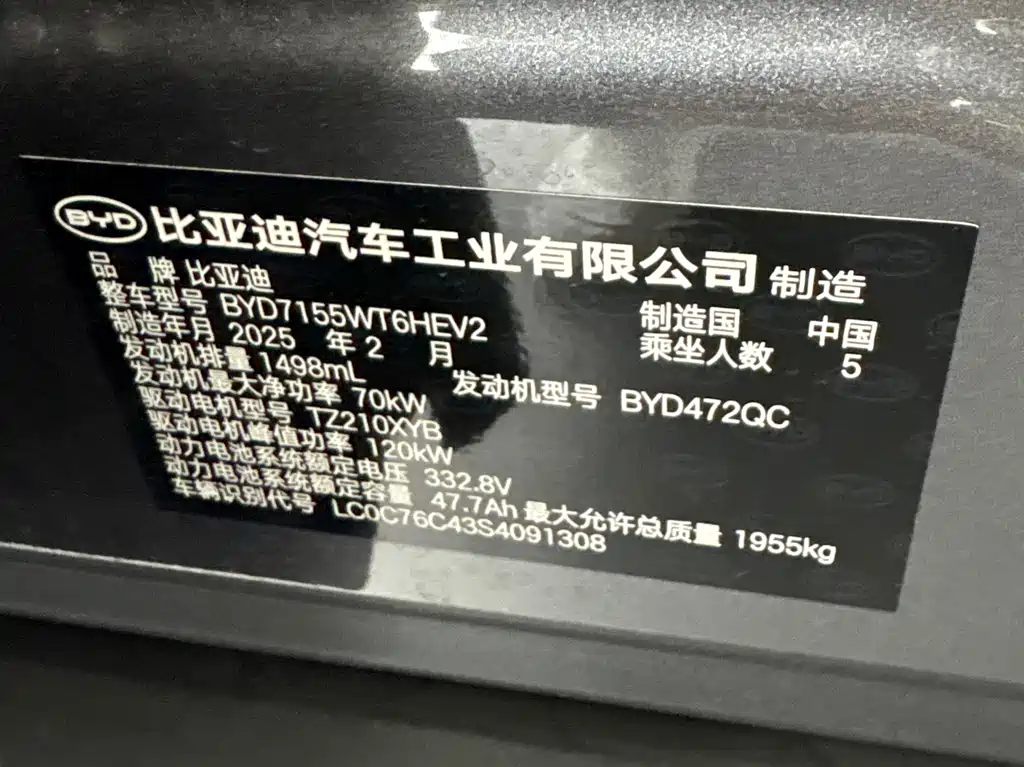 BYD 比亚迪汽车工业有限公司 制造
品 牌 比亚迪
整车型号 BYD7155WT6HEV2 制造国 中国
制造年月 2025 年 2 月 乘坐人数 5
发动机排量 1498mL 发动机型号 BYD472QC
发动机最大净功率 70kW
驱动电机型号 TZ210XYB
驱动电机峰值功率 120kW
动力电池系统额定电压 332.8V
动力电池系统额定容量 47.7Ah 最大允许总质量 1955kg
车辆识别代号 LC0C76C43S4091308